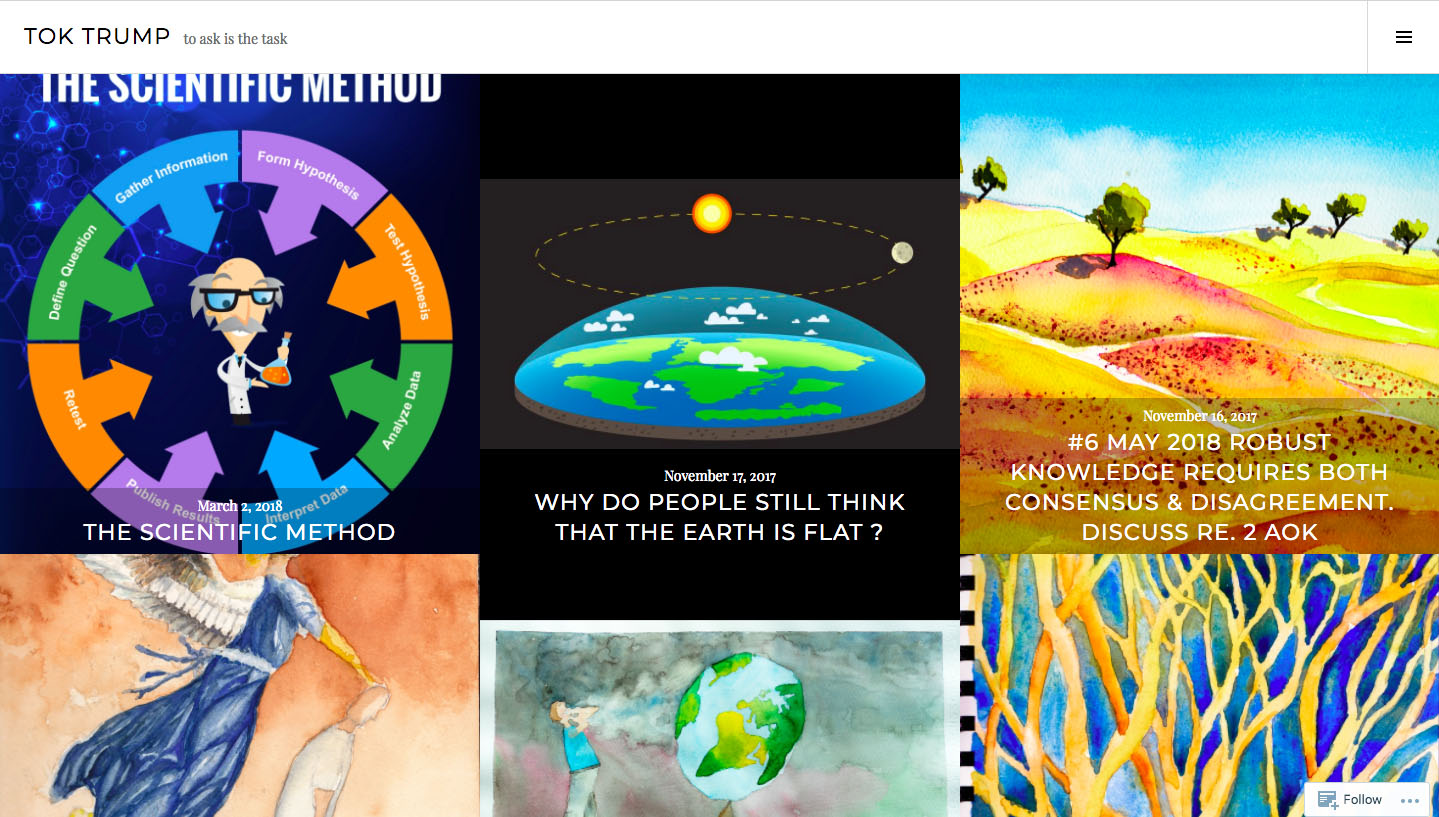 TOK TRUMP to ask is the task
THE SCIENTIFIC METHOD
Gather Information
Form Hypothesis
Define Question
Test Hypothesis
Retest
Analyze Data
Publish Results
Interpret Data
March 2, 2018
THE SCIENTIFIC METHOD
November 17, 2017
WHY DO PEOPLE STILL THINK
THAT THE EARTH IS FLAT ?
November 16, 2017
#6 MAY 2018 ROBUST
KNOWLEDGE REQUIRES BOTH
CONSENSUS & DISAGREEMENT.
DISCUSS RE. 2 AOK
Follow